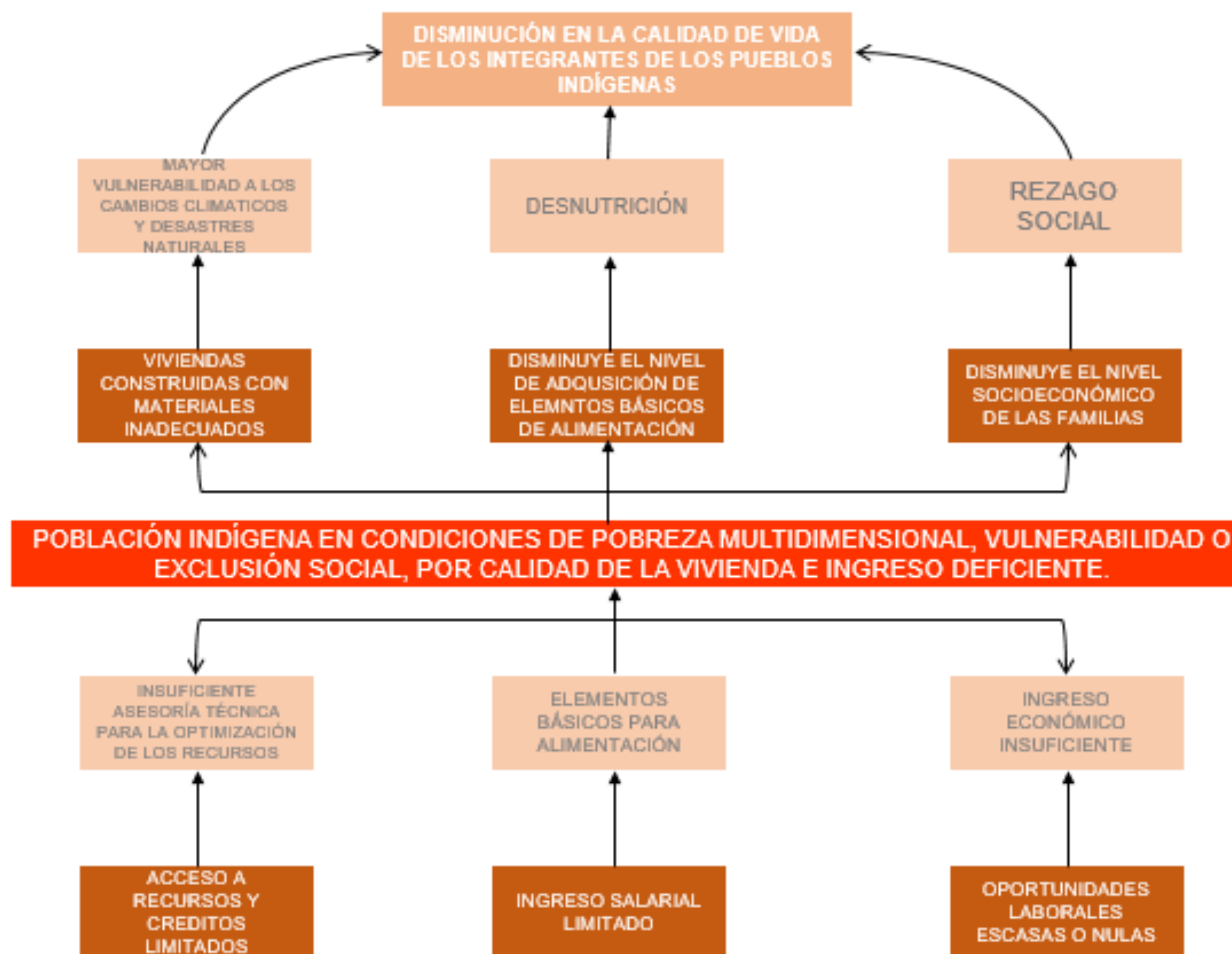 DISMINUCIÓN EN LA CALIDAD DE VIDA
DE LOS INTEGRANTES DE LOS PUEBLOS
INDÍGENAS
MAYOR
VULNERABILIDAD A LOS
CAMBIOS CLIMATICOS
Y DESASTRES
NATURALES
DESNUTRICIÓN
REZAGO
SOCIAL
VIVIENDAS
CONSTRUIDAS CON
MATERIALES
INADECUADOS
DISMINUYE EL NIVEL
DE ADQUSICIÓN DE
ELEMNTOS BÁSICOS
DE ALIMENTACIÓN
DISMINUYE EL NIVEL
SOCIOECONÓMICO
DE LAS FAMILIAS
POBLACIÓN INDÍGENA EN CONDICIONES DE POBREZA MULTIDIMENSIONAL, VULNERABILIDAD O
EXCLUSIÓN SOCIAL, POR CALIDAD DE LA VIVIENDA E INGRESO DEFICIENTE.
INSUFICIENTE
ASESORÍA TÉCNICA
PARA LA OPTIMIZACIÓN
DE LOS RECURSOS
ELEMENTOS
BÁSICOS PARA
ALIMENTACIÓN
INGRESO
ECONÓMICO
INSUFICIENTE
ACCESO A
RECURSOS Y
CREDITOS
LIMITADOS
INGRESO SALARIAL
LIMITADO
OPORTUNIDADES
LABORALES
ESCASAS O NULAS